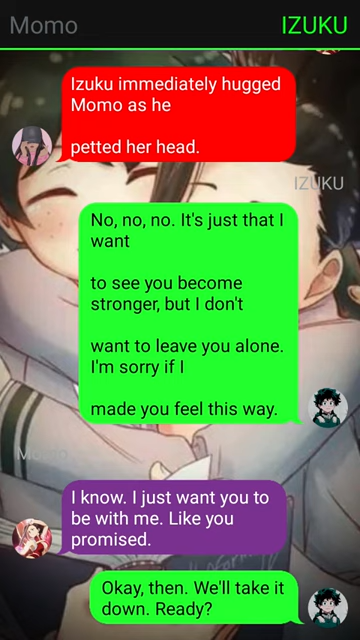 Momo
IZUKU
Izuku immediately hugged
Momo as he
petted her head.
IZUKU
No, no, no. It's just that I
want
to see you become
stronger, but I don't
want to leave you alone.
I'm sorry if I
made you feel this way.
Momo
I know. I just want you to
be with me. Like you
promised.
Okay, then. We'll take it
down. Ready?